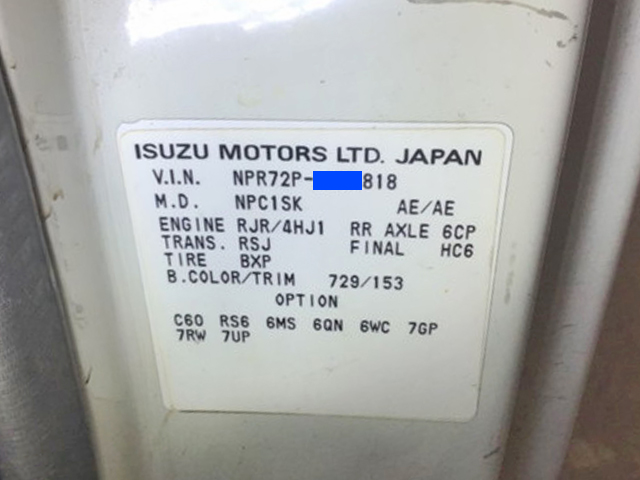 ISUZU MOTORS LTD. JAPAN
V.I.N. NPR72P-818
M.D. NPC1SK AE/AE
ENGINE RJR/4HJ1 RR AXLE 6CP
TRANS. RSJ FINAL HC6
TIRE BXP
B.COLOR/TRIM 729/153
OPTION
C60 RS6 6MS 6QN 6WC 7GP
7RW 7UP